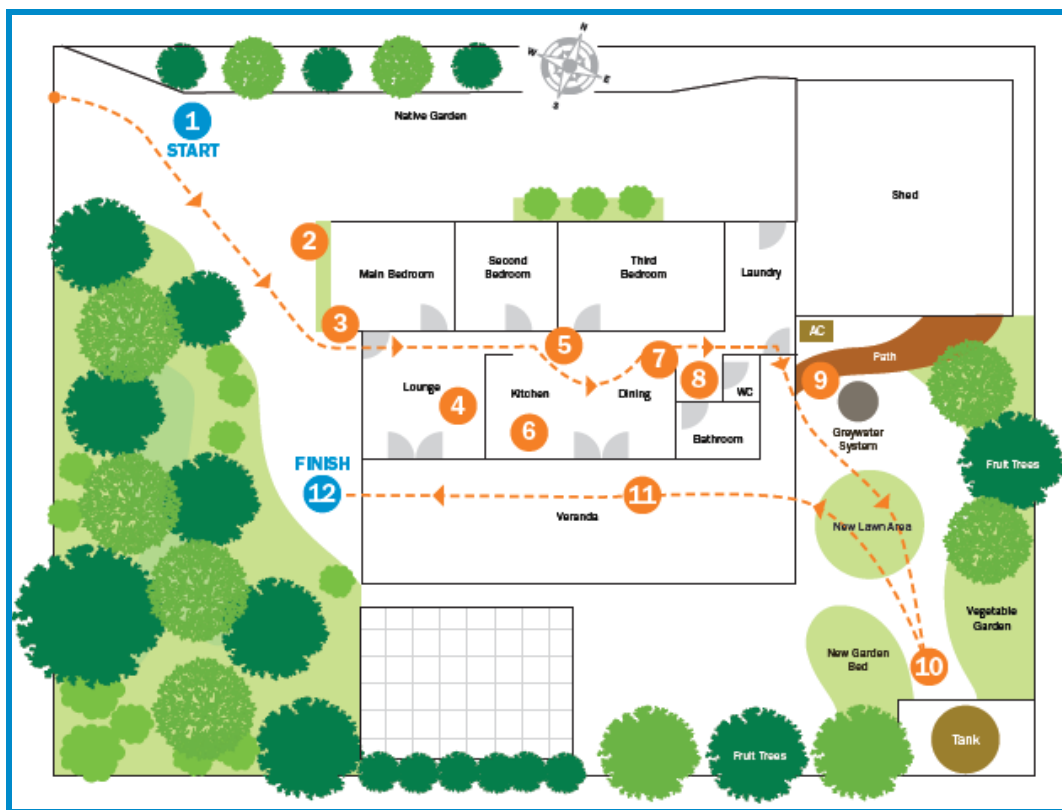 N
W
E
S
1
START
Native Garden
Shed
2
Main Bedroom
Second
Bedroom
Third
Bedroom
Laundry
3
5
7
AC
Path
Lounge
4
Kitchen
6
Dining
8
WC
9
Bathroom
Greywater
System
Fruit Trees
FINISH
12
11
Veranda
New Lawn Area
Vegetable
Garden
New Garden
Bed
10
Fruit Trees
Tank